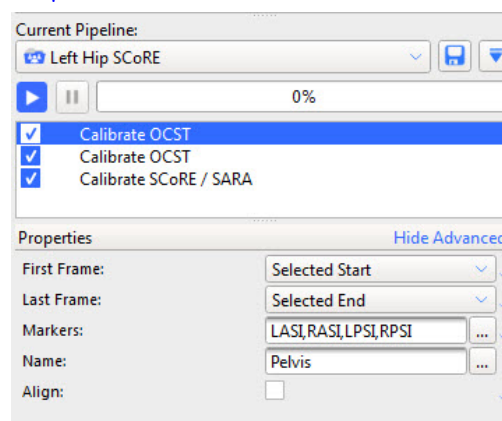 Current Pipeline:
Left Hip SCoRE
0%
Calibrate OCST
Calibrate OCST
Calibrate SCoRE / SARA
Properties Hide Advanced
First Frame: Selected Start
Last Frame: Selected End
Markers: LASI,RASI,LPSI,RPSI ...
Name: Pelvis ...
Align: